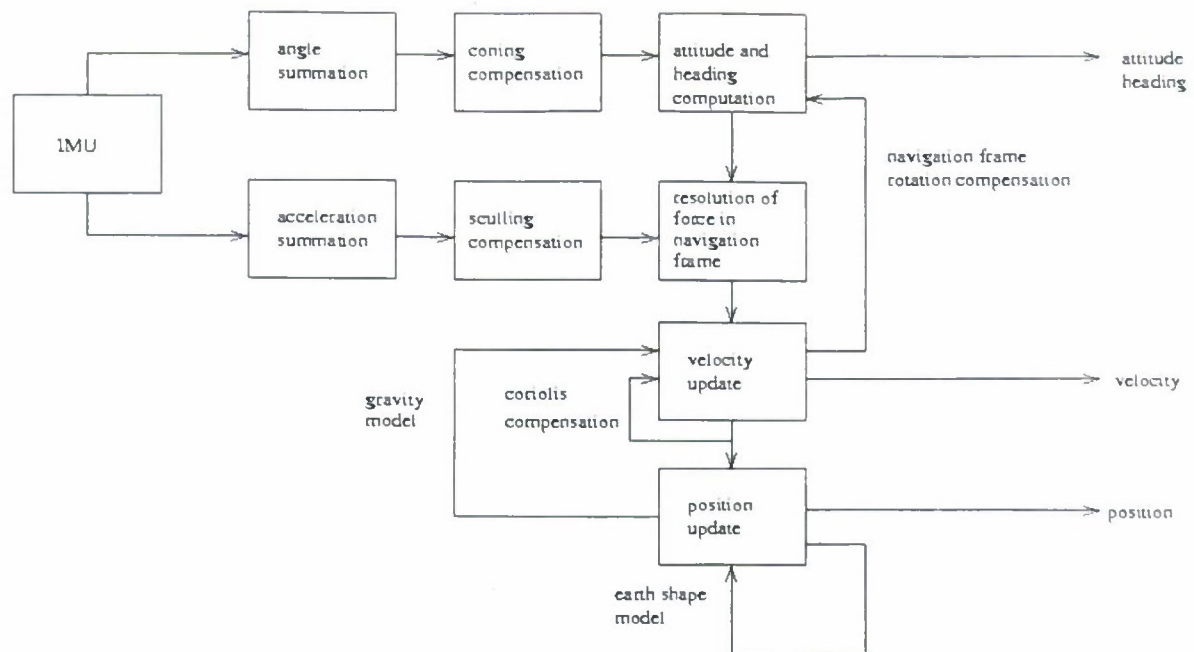 angle
summation
coning
compensation
attitude and
heading
computation
attitude
heading
IMU
navigation frame
rotation compensation
acceleration
summation
sculling
compensation
resolution of
force in
navigation
frame
velocity
update
velocity
gravity
model
coriolis
compensation
position
update
position
earth shape
model